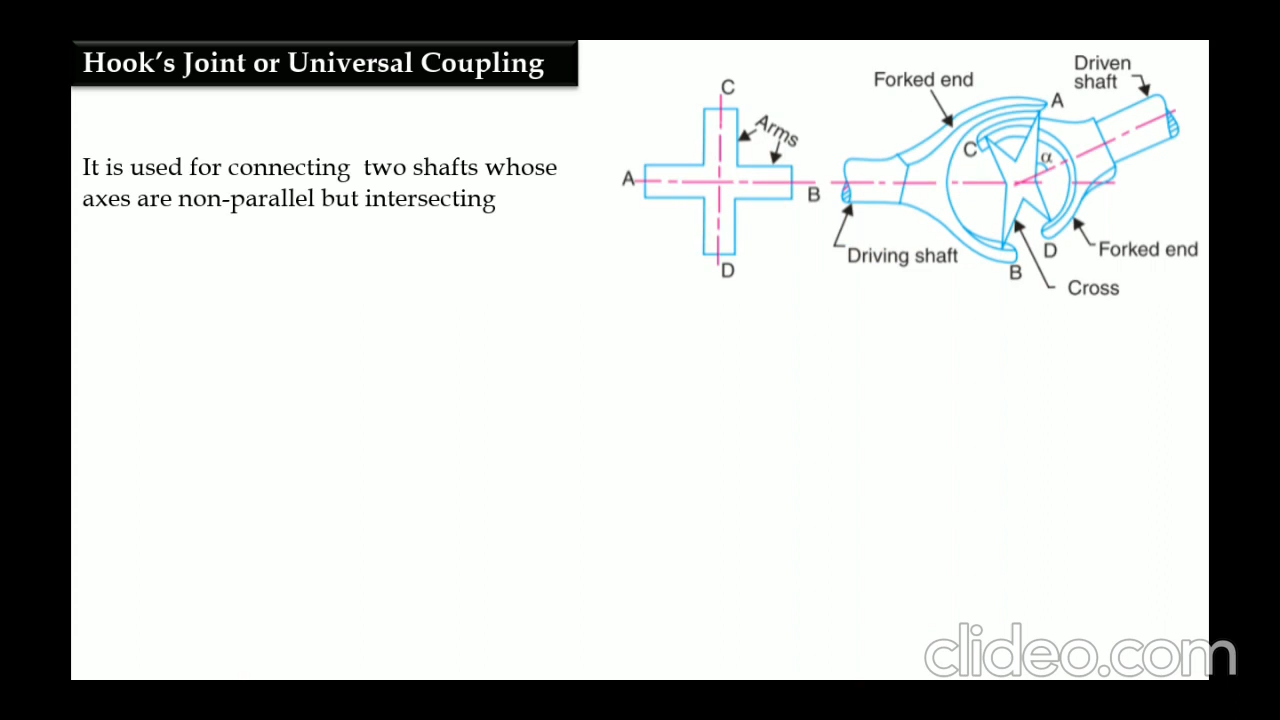 Hook's Joint or Universal Coupling
It is used for connecting two shafts whose
axes are non-parallel but intersecting
C
Arms
A
B
D
Forked end
Driven
shaft
A
C
α
Driving shaft
B
D
Forked end
Cross
clideo.com